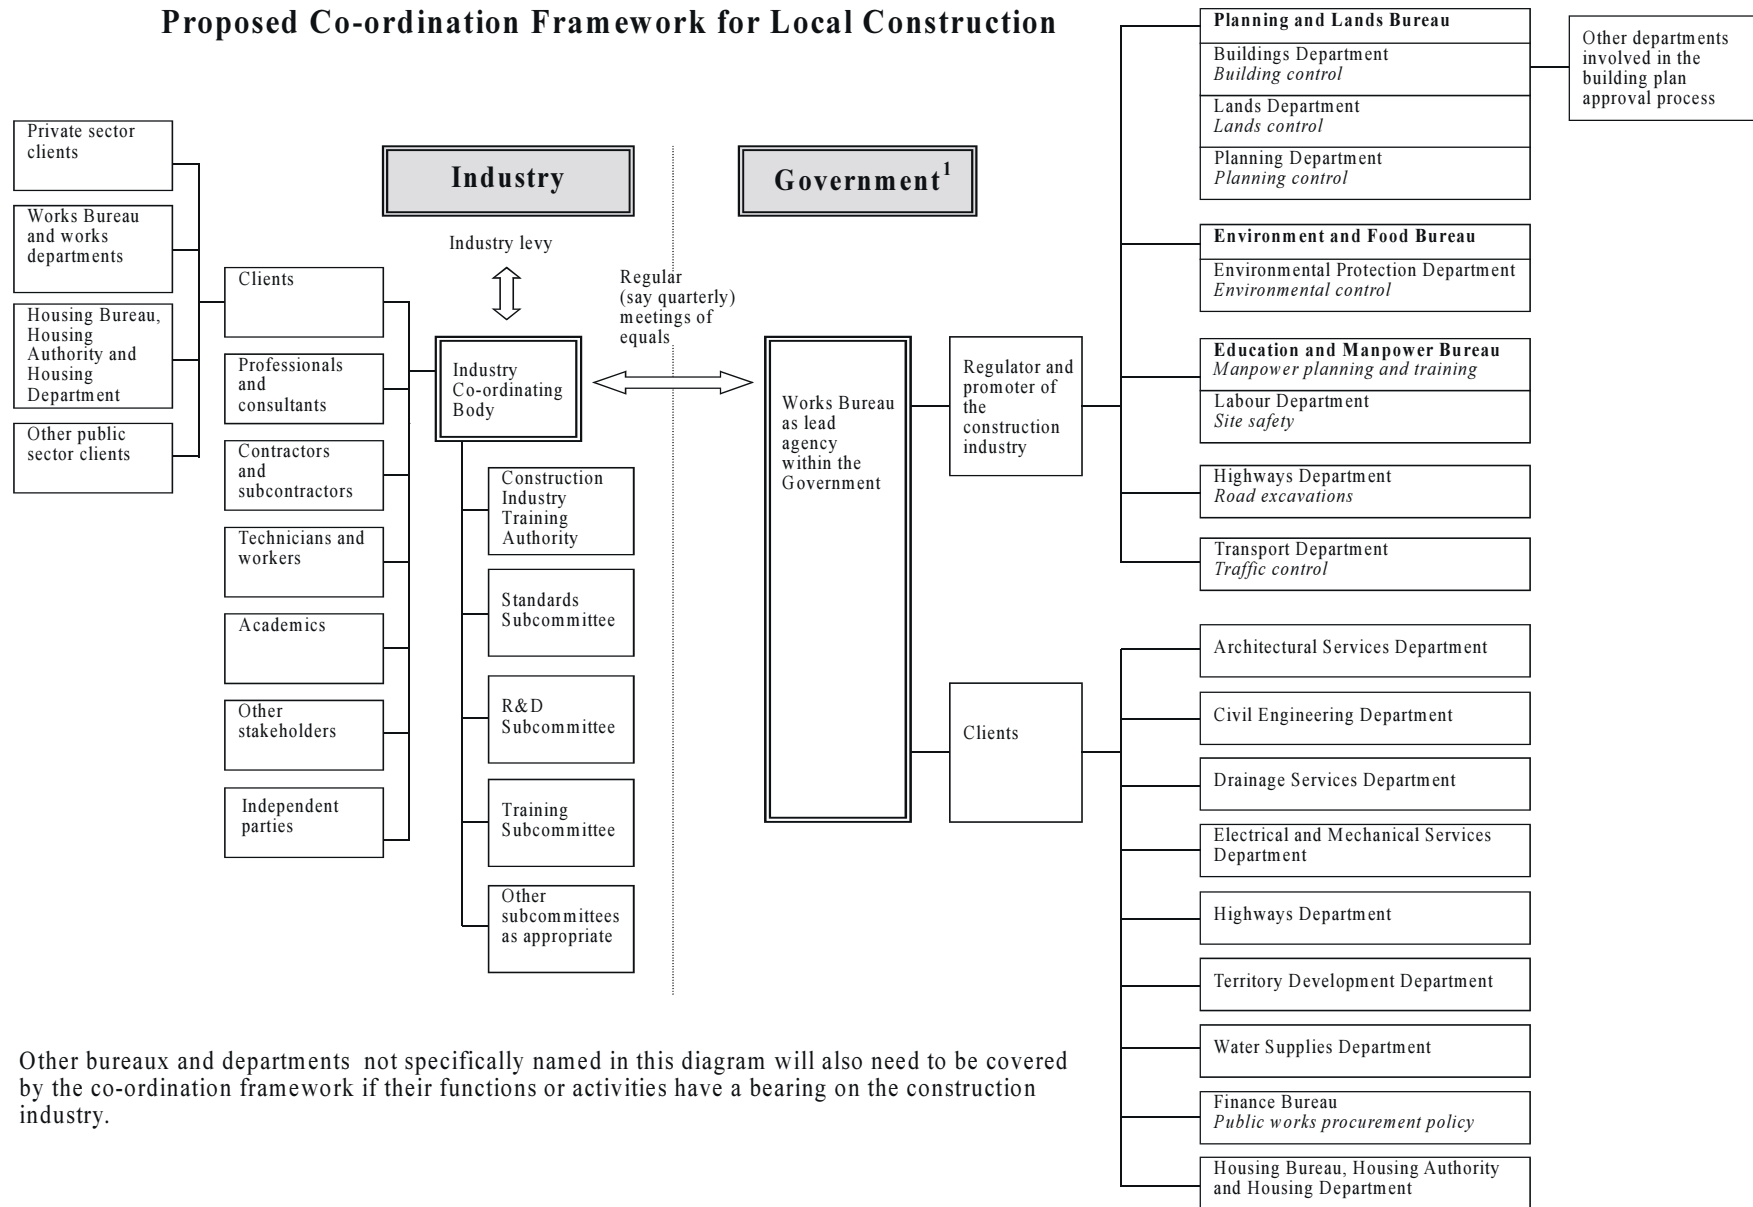 Proposed Co-ordination Framework for Local Construction
Private sector
clients
Works Bureau
and works
departments
Housing Bureau,
Housing
Authority and
Housing
Department
Other public
sector clients
Clients
Professionals
and
consultants
Contractors
and
subcontractors
Technicians and
workers
Academics
Other
stakeholders
Independent
parties
Industry
Industry levy
Industry
Co-ordinating
Body
Construction
Industry
Training
Authority
Standards
Subcommittee
R&D
Subcommittee
Training
Subcommittee
Other
subcommittees
as appropriate
Regular
(say quarterly)
meetings of
equals
Government¹
Works Bureau
as lead
agency
within the
Government
Regulator and
promoter of
the
construction
industry
Clients
Planning and Lands Bureau
Buildings Department
Building control
Lands Department
Lands control
Planning Department
Planning control
Other departments
involved in the
building plan
approval process
Environment and Food Bureau
Environmental Protection Department
Environmental control
Education and Manpower Bureau
Manpower planning and training
Labour Department
Site safety
Highways Department
Road excavations
Transport Department
Traffic control
Architectural Services Department
Civil Engineering Department
Drainage Services Department
Electrical and Mechanical Services
Department
Highways Department
Territory Development Department
Water Supplies Department
Finance Bureau
Public works procurement policy
Housing Bureau, Housing Authority
and Housing Department
Other bureaux and departments not specifically named in this diagram will also need to be covered
by the co-ordination framework if their functions or activities have a bearing on the construction
industry.